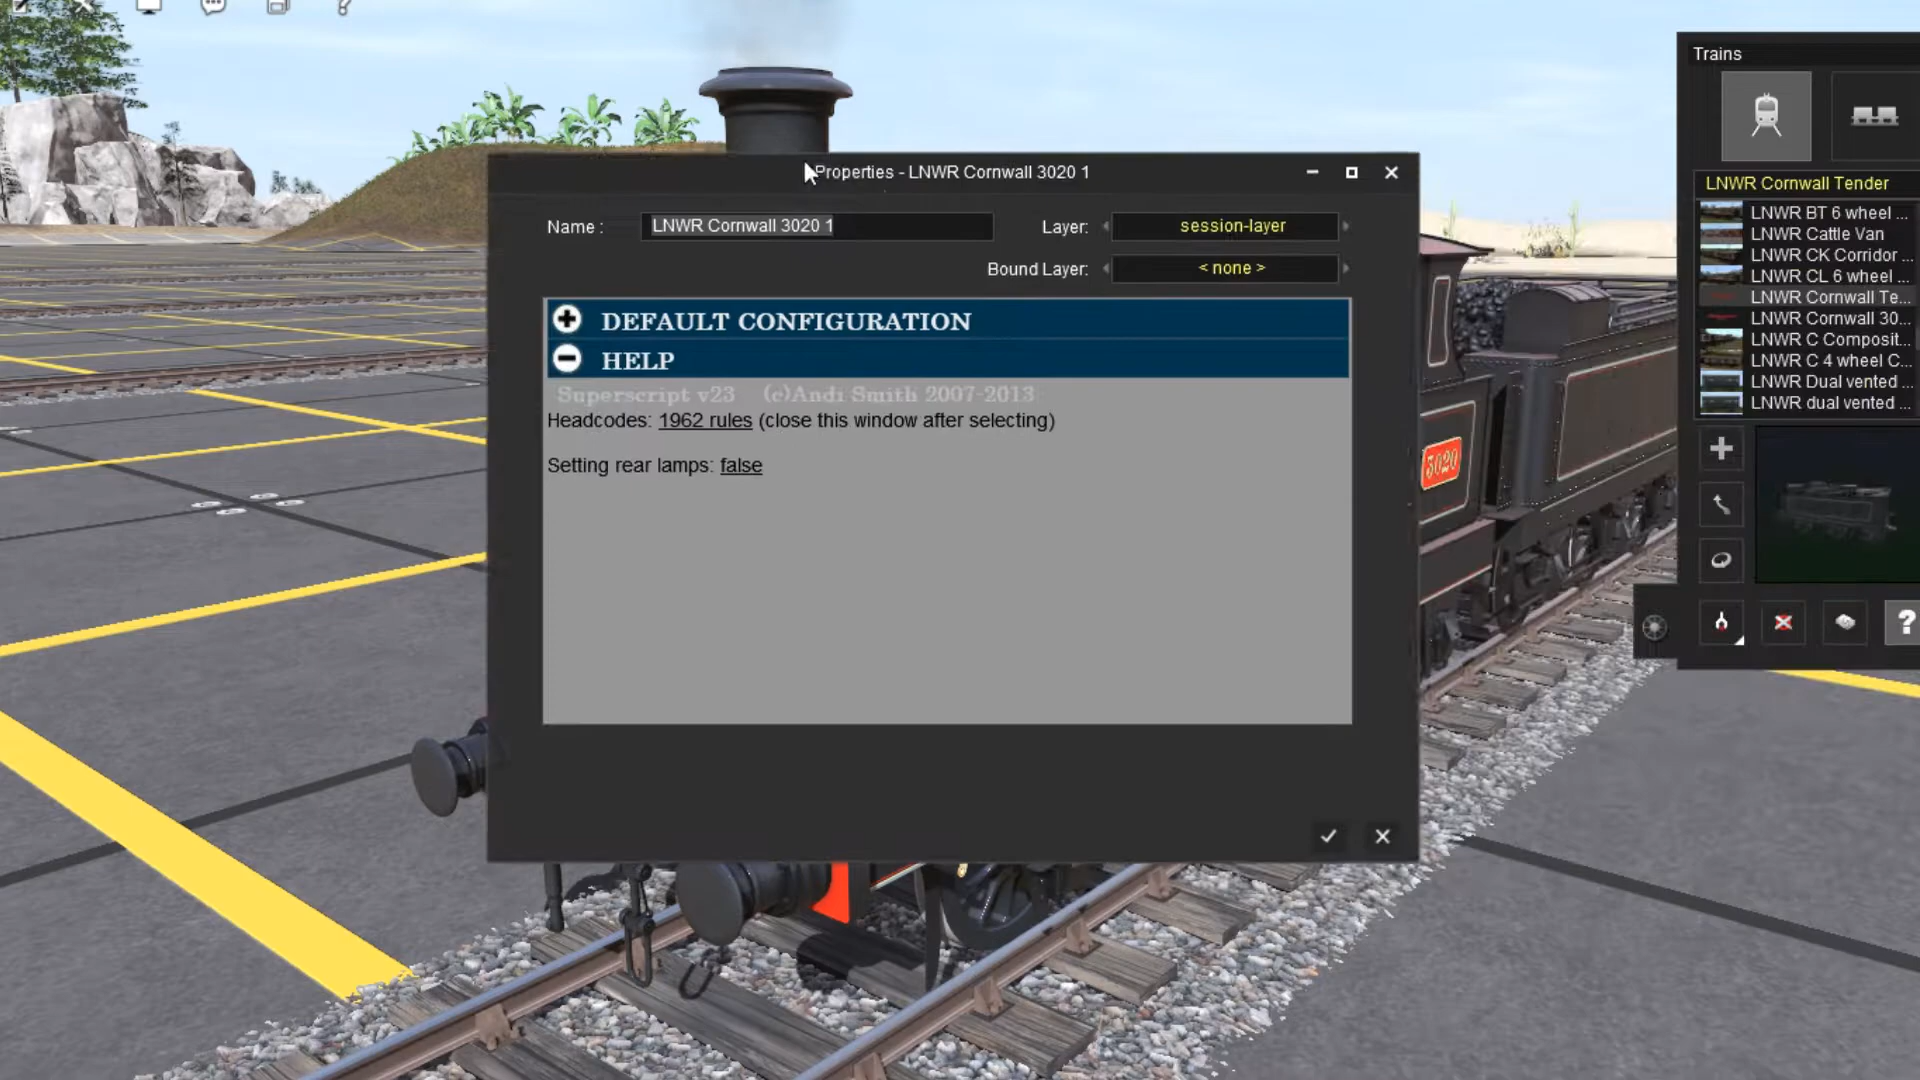 Trains
Properties - LNWR Cornwall 3020 1
Name :
LNWR Cornwall 3020 1
Layer:
session-layer
Bound Layer:
< none >
DEFAULT CONFIGURATION
HELP
Superscript v23 (c)Andi Smith 2007-2013
Headcodes: 1962 rules (close this window after selecting)
Setting rear lamps: false
3020
LNWR Cornwall Tender
LNWR BT 6 wheel ...
LNWR Cattle Van
LNWR CK Corridor ...
LNWR CL 6 wheel ...
LNWR Cornwall Te...
LNWR Cornwall 30...
LNWR C Composit...
LNWR C 4 wheel C...
LNWR Dual vented ...
LNWR dual vented ...